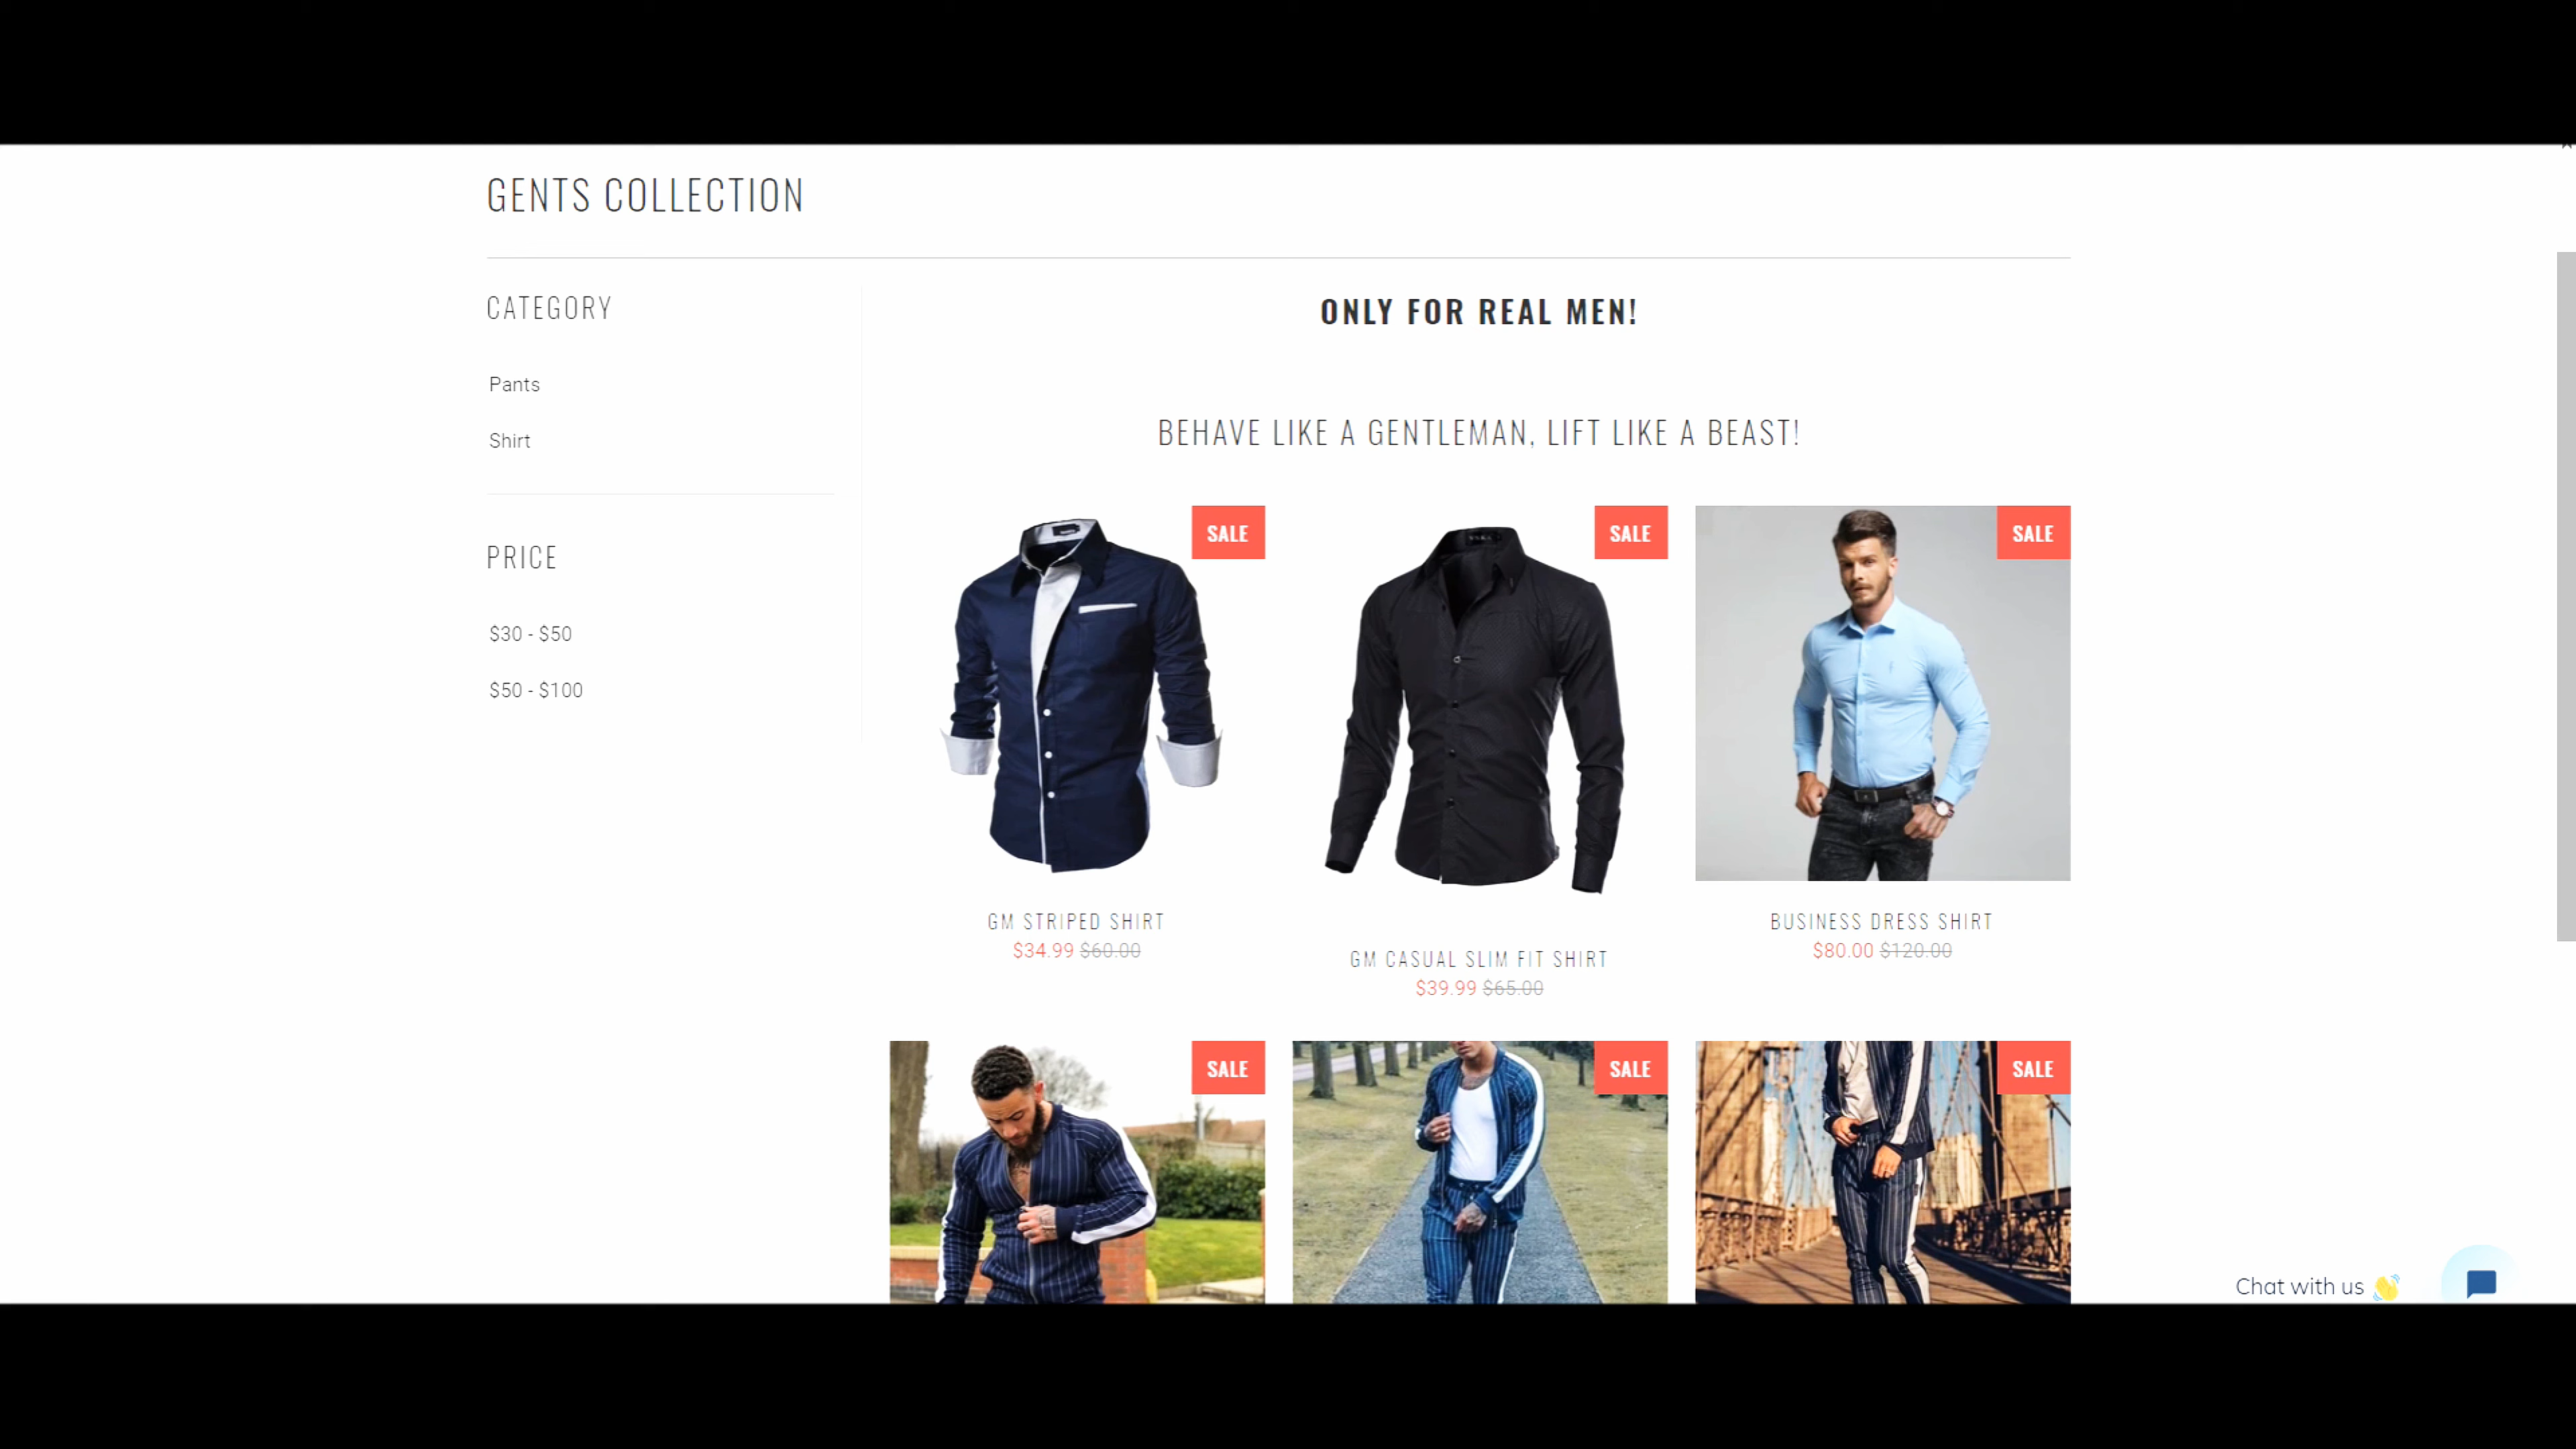 GENTS COLLECTION
CATEGORY
Pants
Shirt
PRICE
$30 - $50
$50 - $100
ONLY FOR REAL MEN!
BEHAVE LIKE A GENTLEMAN, LIFT LIKE A BEAST!
SALE
SALE
SALE
GM STRIPED SHIRT
$34.99 $60.00
GM CASUAL SLIM FIT SHIRT
$39.99 $65.00
BUSINESS DRESS SHIRT
$80.00 $120.00
SALE
SALE
SALE
Chat with us 👋